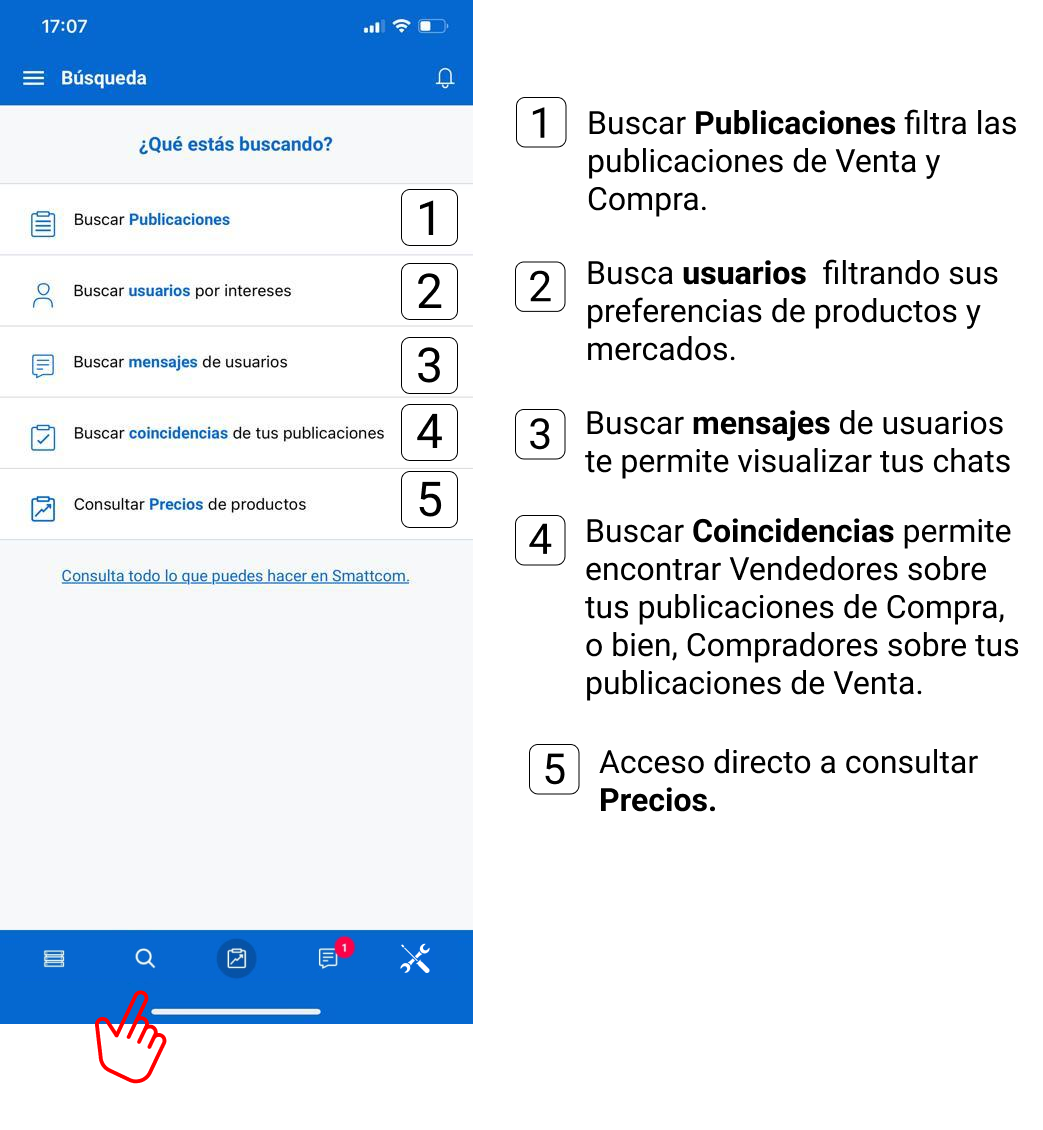 17:07
Búsqueda
¿Qué estás buscando?
Buscar Publicaciones
1
Buscar usuarios por intereses
2
Buscar mensajes de usuarios
3
Buscar coincidencias de tus publicaciones
4
Consultar Precios de productos
5
Consulta todo lo que puedes hacer en Smattcom.
1
1
Buscar Publicaciones filtra las
publicaciones de Venta y
Compra.
2
Busca usuarios filtrando sus
preferencias de productos y
mercados.
3
Buscar mensajes de usuarios
te permite visualizar tus chats
4
Buscar Coincidencias permite
encontrar Vendedores sobre
tus publicaciones de Compra,
o bien, Compradores sobre tus
publicaciones de Venta.
5
Acceso directo a consultar
Precios.